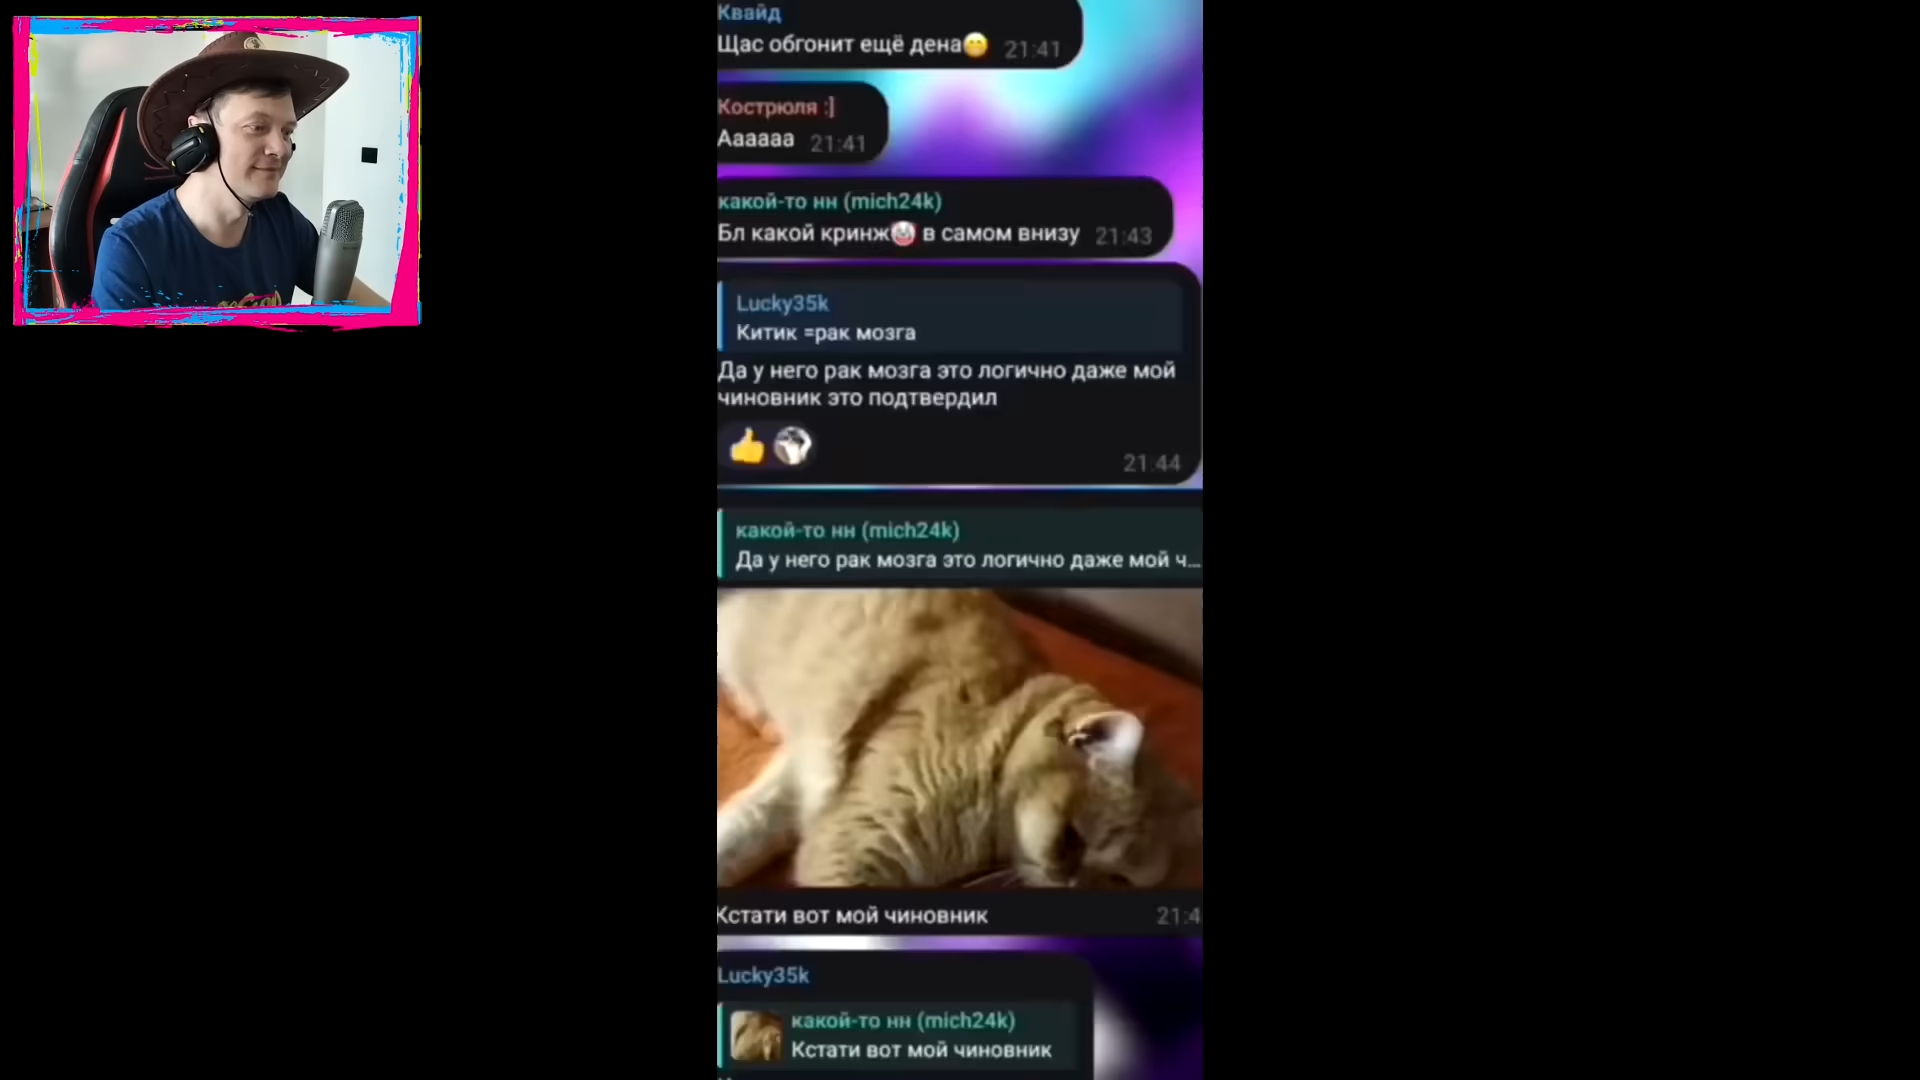 Квайд
Щас обгонит ещё дена😁 21:41
Кострюля :]
Аааааа 21:41
какой-то нн (mich24k)
Бл какой кринж🤡 в самом внизу 21:43
Lucky35k
Китик =рак мозга
Да у него рак мозга это логично даже мой
чиновник это подтвердил
👍
21:44
какой-то нн (mich24k)
Да у него рак мозга это логично даже мой ч...
Кстати вот мой чиновник 21:4
Lucky35k
какой-то нн (mich24k)
Кстати вот мой чиновник